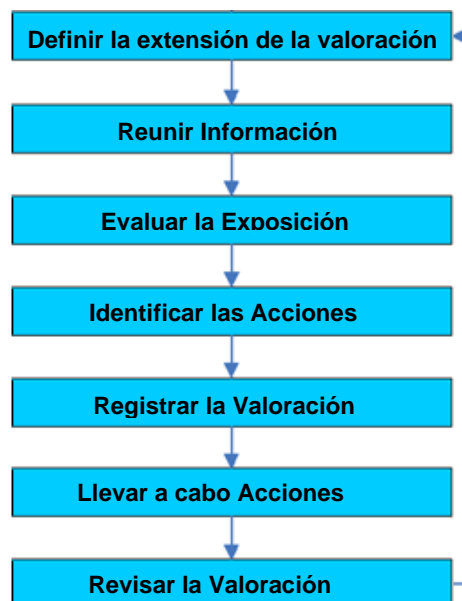 Definir la extensión de la valoración
Reunir Información
Evaluar la Exposición
Identificar las Acciones
Registrar la Valoración
Llevar a cabo Acciones
Revisar la Valoración